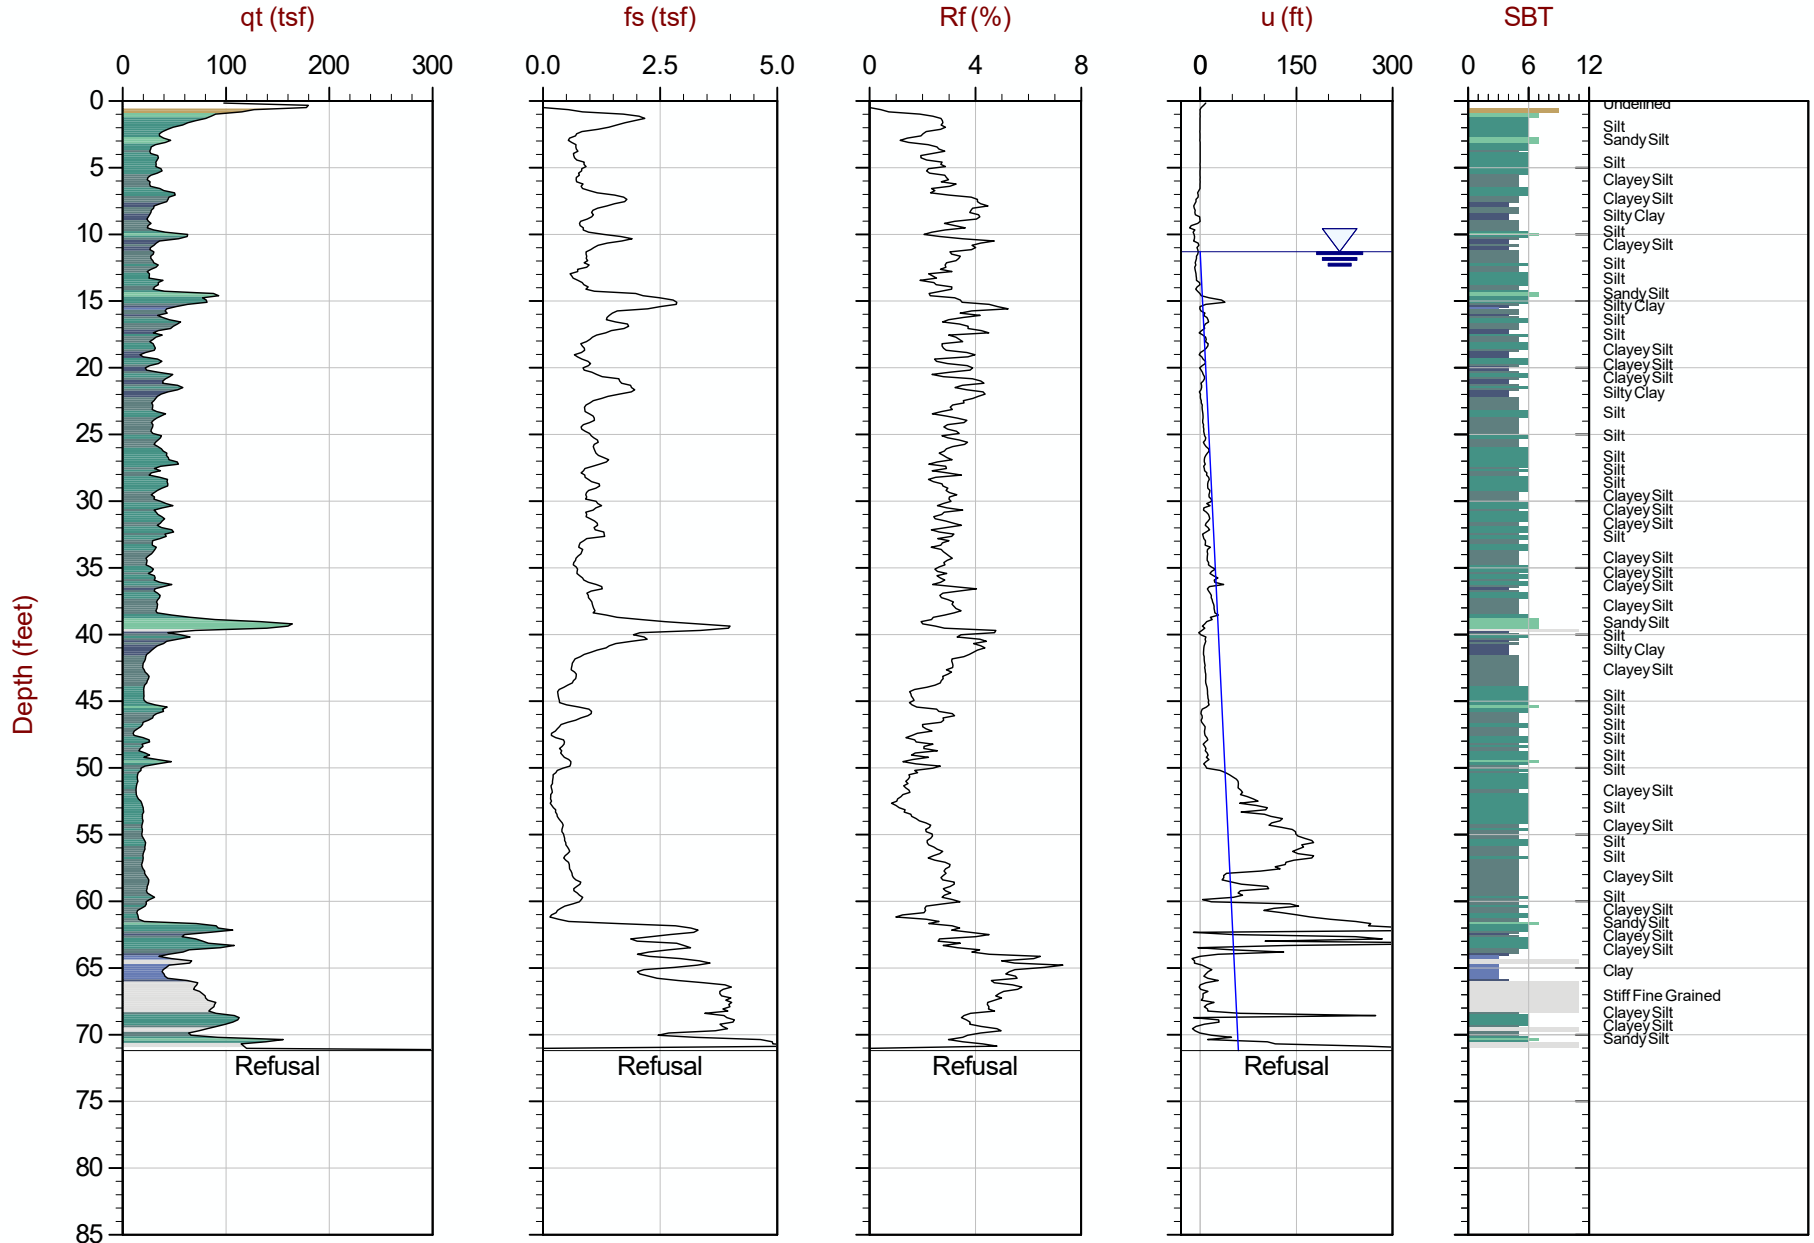 qt (tsf) fs (tsf) Rf (%) u (ft) SBT
0 100 200 300 0.0 2.5 5.0 0 4 8 0 150 300 0 6 12
0
5
10
15
20
25
30
35
40
45
50
55
60
65
70
75
80
85
Depth (feet)
Undefined
Silt
Sandy Silt
Silt
Clayey Silt
Clayey Silt
Silty Clay
Silt
Clayey Silt
Silt
Silt
Sandy Silt
Silty Clay
Silt
Silt
Clayey Silt
Clayey Silt
Clayey Silt
Silty Clay
Silt
Silt
Silt
Silt
Silt
Clayey Silt
Clayey Silt
Clayey Silt
Silt
Clayey Silt
Clayey Silt
Clayey Silt
Clayey Silt
Sandy Silt
Silt
Silty Clay
Clayey Silt
Silt
Silt
Silt
Silt
Silt
Silt
Clayey Silt
Silt
Clayey Silt
Silt
Silt
Clayey Silt
Silt
Clayey Silt
Sandy Silt
Clayey Silt
Clayey Silt
Clay
Stiff Fine Grained
Clayey Silt
Clayey Silt
Sandy Silt
Refusal Refusal Refusal Refusal